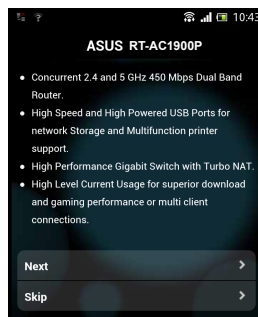 10:43
ASUS RT-AC1900P
• Concurrent 2.4 and 5 GHz 450 Mbps Dual Band
Router.
• High Speed and High Powered USB Ports for
network Storage and Multifunction printer
support.
• High Performance Gigabit Switch with Turbo NAT.
• High Level Current Usage for superior download
and gaming performance or multi client
connections.
Next
Skip